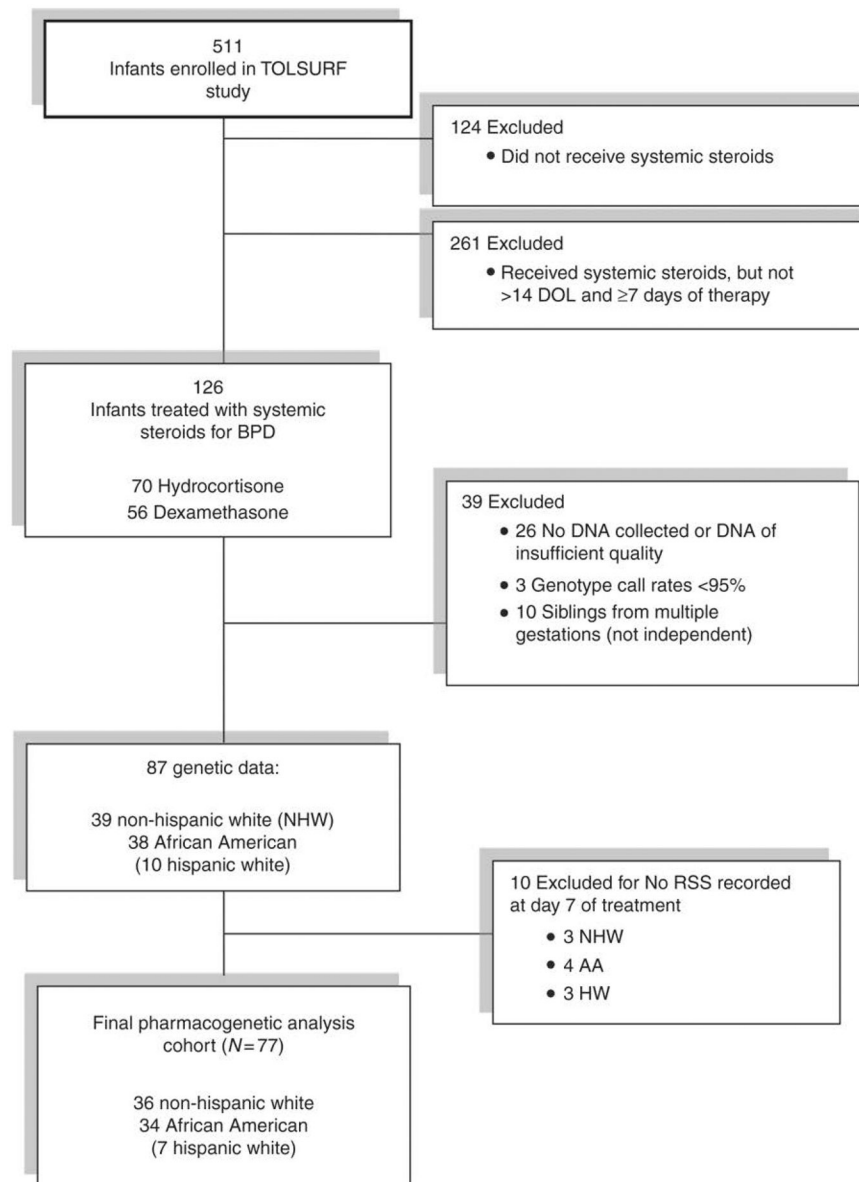 511
Infants enrolled in TOLSURF
study
124 Excluded
• Did not receive systemic steroids
261 Excluded
• Received systemic steroids, but not
>14 DOL and ≥7 days of therapy
126
Infants treated with systemic
steroids for BPD
70 Hydrocortisone
56 Dexamethasone
39 Excluded
• 26 No DNA collected or DNA of
insufficient quality
• 3 Genotype call rates <95%
• 10 Siblings from multiple
gestations (not independent)
87 genetic data:
39 non-hispanic white (NHW)
38 African American
(10 hispanic white)
10 Excluded for No RSS recorded
at day 7 of treatment
• 3 NHW
• 4 AA
• 3 HW
Final pharmacogenetic analysis
cohort (N=77)
36 non-hispanic white
34 African American
(7 hispanic white)